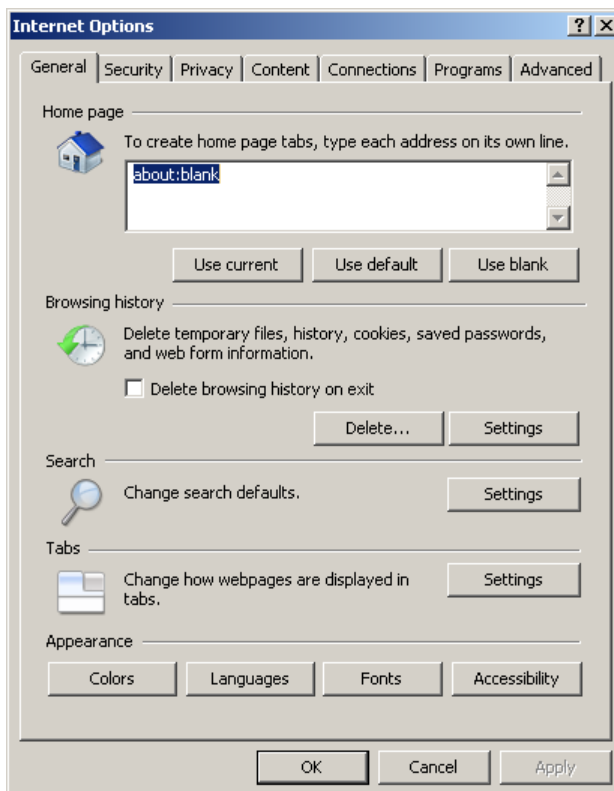 Internet Options
General Security Privacy Content Connections Programs Advanced
Home page
To create home page tabs, type each address on its own line.
about:blank
Use current Use default Use blank
Browsing history
Delete temporary files, history, cookies, saved passwords,
and web form information.
Delete browsing history on exit
Delete... Settings
Search
Change search defaults. Settings
Tabs
Change how webpages are displayed in
tabs.
Settings
Appearance
Colors Languages Fonts Accessibility
OK Cancel Apply